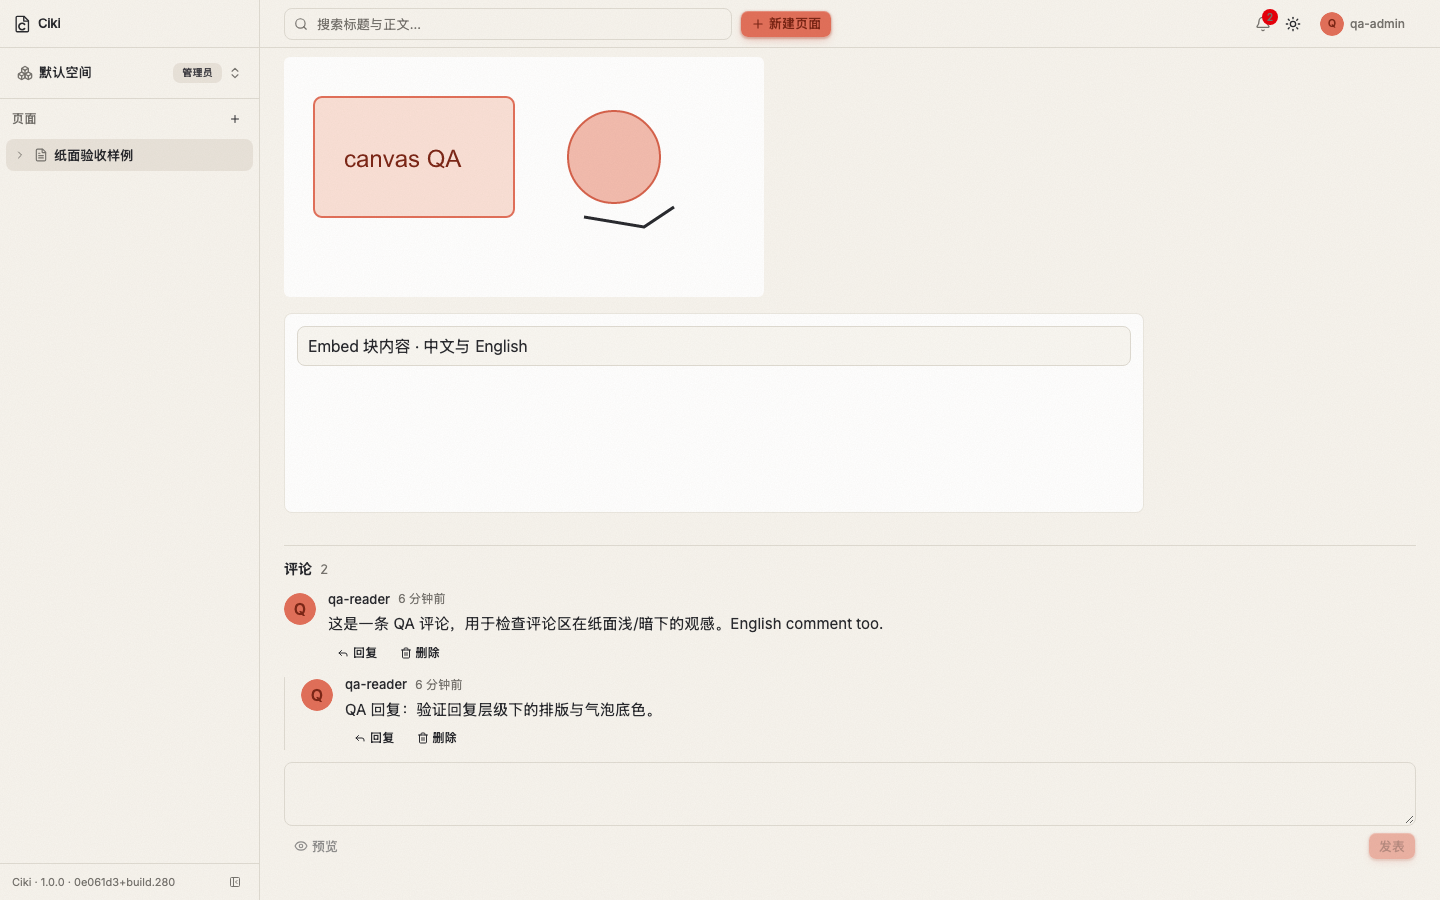 Ciki
搜索标题与正文...
新建页面
2
Q
qa-admin
默认空间
管理员
页面
纸面验收样例
canvas QA
Embed 块内容 · 中文与 English
评论 2
Q
qa-reader 6 分钟前
这是一条 QA 评论，用于检查评论区在纸面浅/暗下的观感。English comment too.
回复 删除
Q
qa-reader 6 分钟前
QA 回复：验证回复层级下的排版与气泡底色。
回复 删除
预览
发表
Ciki · 1.0.0 · 0e061d3+build.280